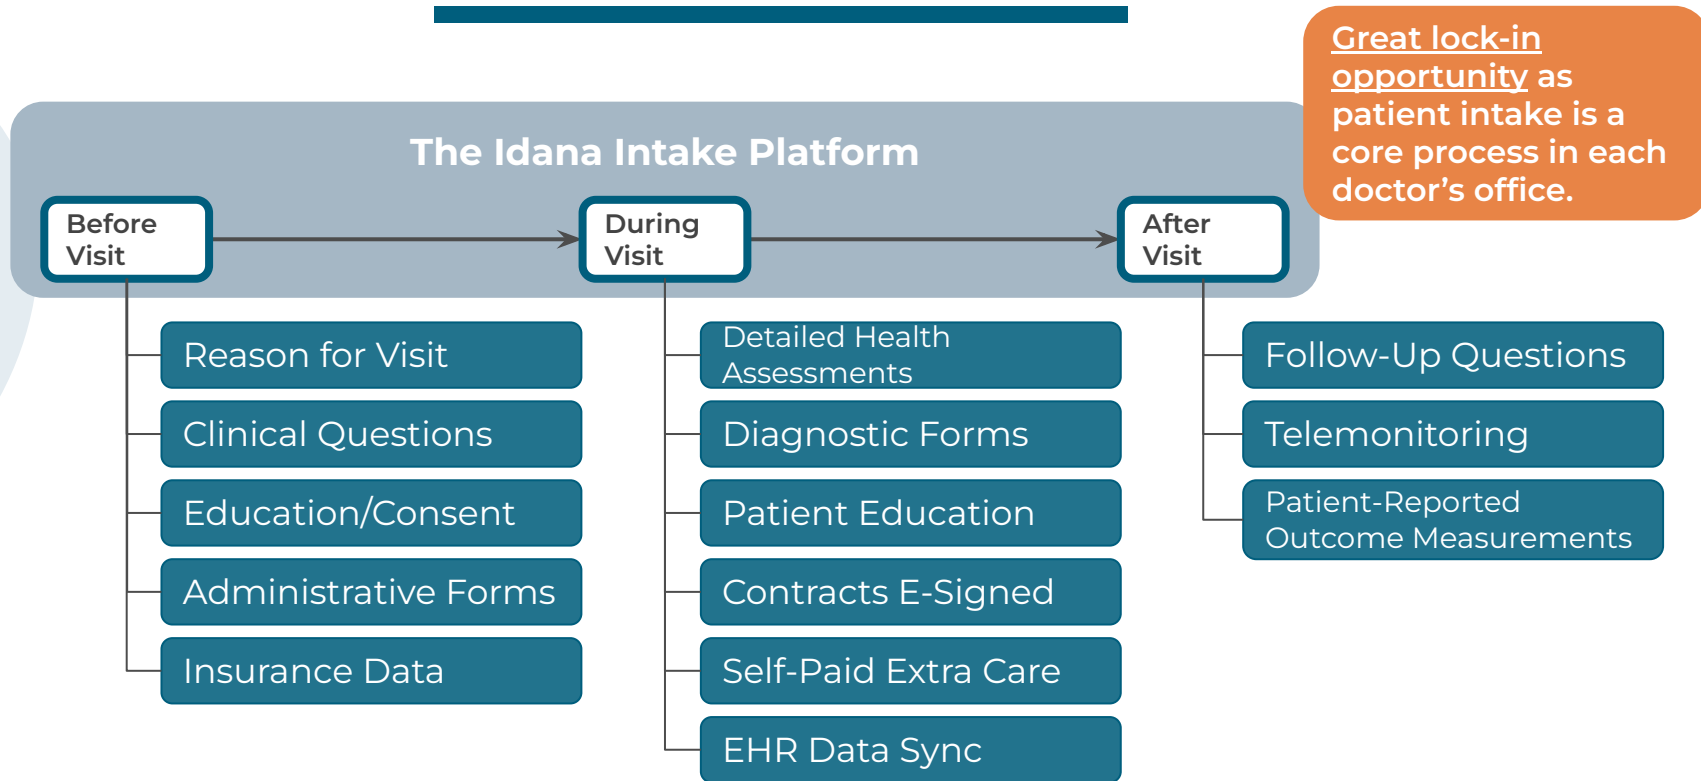 Great lock-in
opportunity as
patient intake is a
core process in each
doctor’s office.
The Idana Intake Platform
Before
Visit
During
Visit
After
Visit
Reason for Visit
Clinical Questions
Education/Consent
Administrative Forms
Insurance Data
Detailed Health
Assessments
Diagnostic Forms
Patient Education
Contracts E-Signed
Self-Paid Extra Care
EHR Data Sync
Follow-Up Questions
Telemonitoring
Patient-Reported
Outcome Measurements